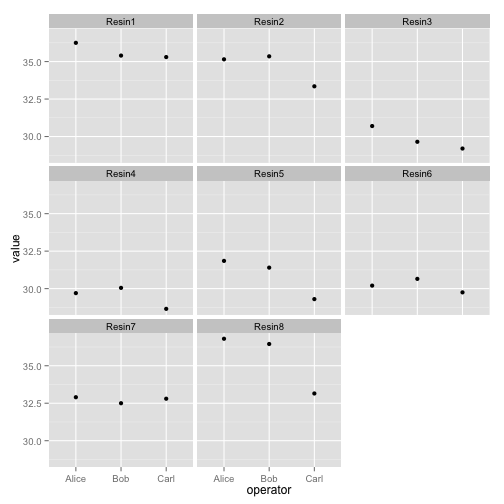 Resin1 Resin2 Resin3
35.0
32.5
30.0
Resin4 Resin5 Resin6
35.0
32.5
30.0
value
Resin7 Resin8
35.0
32.5
30.0
Alice Bob Carl Alice Bob Carl
operator